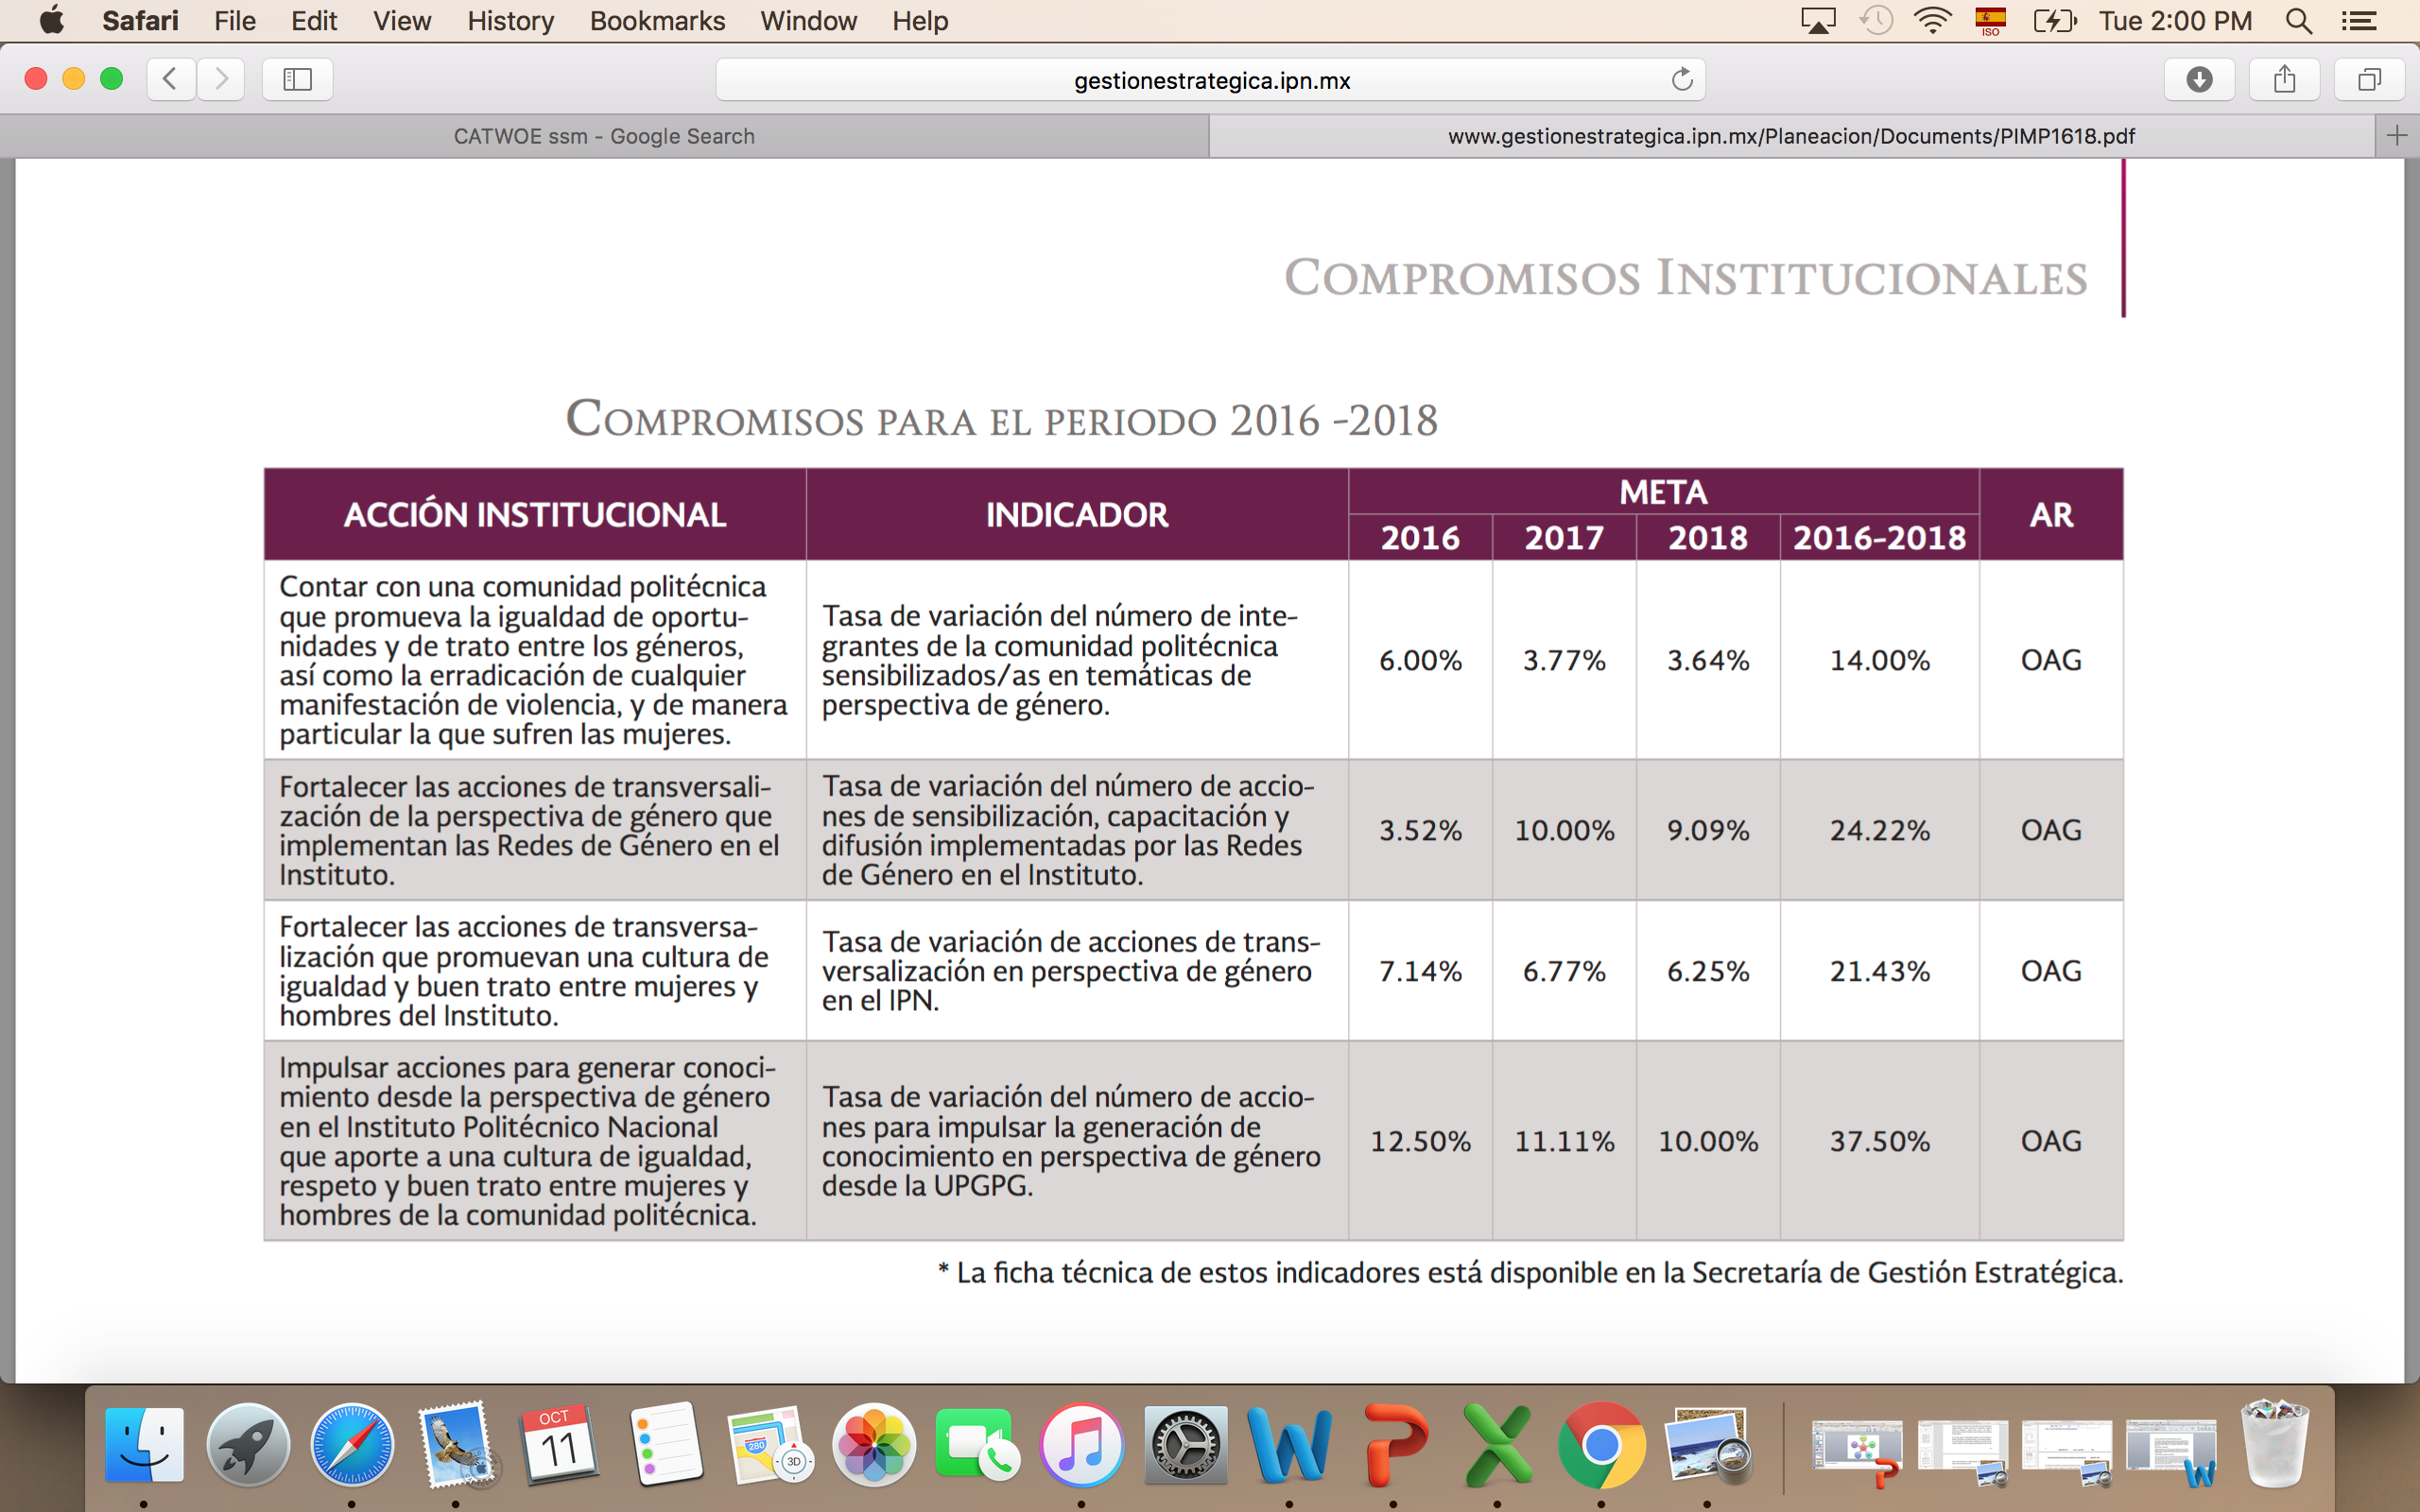 Safari File Edit View History Bookmarks Window Help
ISO
Tue 2:00 PM
gestionestrategica.ipn.mx
CATWOE ssm - Google Search
www.gestionestrategica.ipn.mx/Planeacion/Documents/PIMP1618.pdf
COMPROMISOS INSTITUCIONALES
COMPROMISOS PARA EL PERIODO 2016 -2018
ACCIÓN INSTITUCIONAL
INDICADOR
META
AR
2016 2017 2018 2016-2018
Contar con una comunidad politécnica
que promueva la igualdad de oportu-
nidades y de trato entre los géneros,
así como la erradicación de cualquier
manifestación de violencia, y de manera
particular la que sufren las mujeres.
Tasa de variación del número de inte-
grantes de la comunidad politécnica
sensibilizados/as en temáticas de
perspectiva de género.
6.00% 3.77% 3.64% 14.00% OAG
Fortalecer las acciones de transversali-
zación de la perspectiva de género que
implementan las Redes de Género en el
Instituto.
Tasa de variación del número de accio-
nes de sensibilización, capacitación y
difusión implementadas por las Redes
de Género en el Instituto.
3.52% 10.00% 9.09% 24.22% OAG
Fortalecer las acciones de transversa-
lización que promuevan una cultura de
igualdad y buen trato entre mujeres y
hombres del Instituto.
Tasa de variación de acciones de trans-
versalización en perspectiva de género
en el IPN.
7.14% 6.77% 6.25% 21.43% OAG
Impulsar acciones para generar conoci-
miento desde la perspectiva de género
en el Instituto Politécnico Nacional
que aporte a una cultura de igualdad,
respeto y buen trato entre mujeres y
hombres de la comunidad politécnica.
Tasa de variación del número de accio-
nes para impulsar la generación de
conocimiento en perspectiva de género
desde la UPGPG.
12.50% 11.11% 10.00% 37.50% OAG
* La ficha técnica de estos indicadores está disponible en la Secretaría de Gestión Estratégica.
OCT
11
280
3D